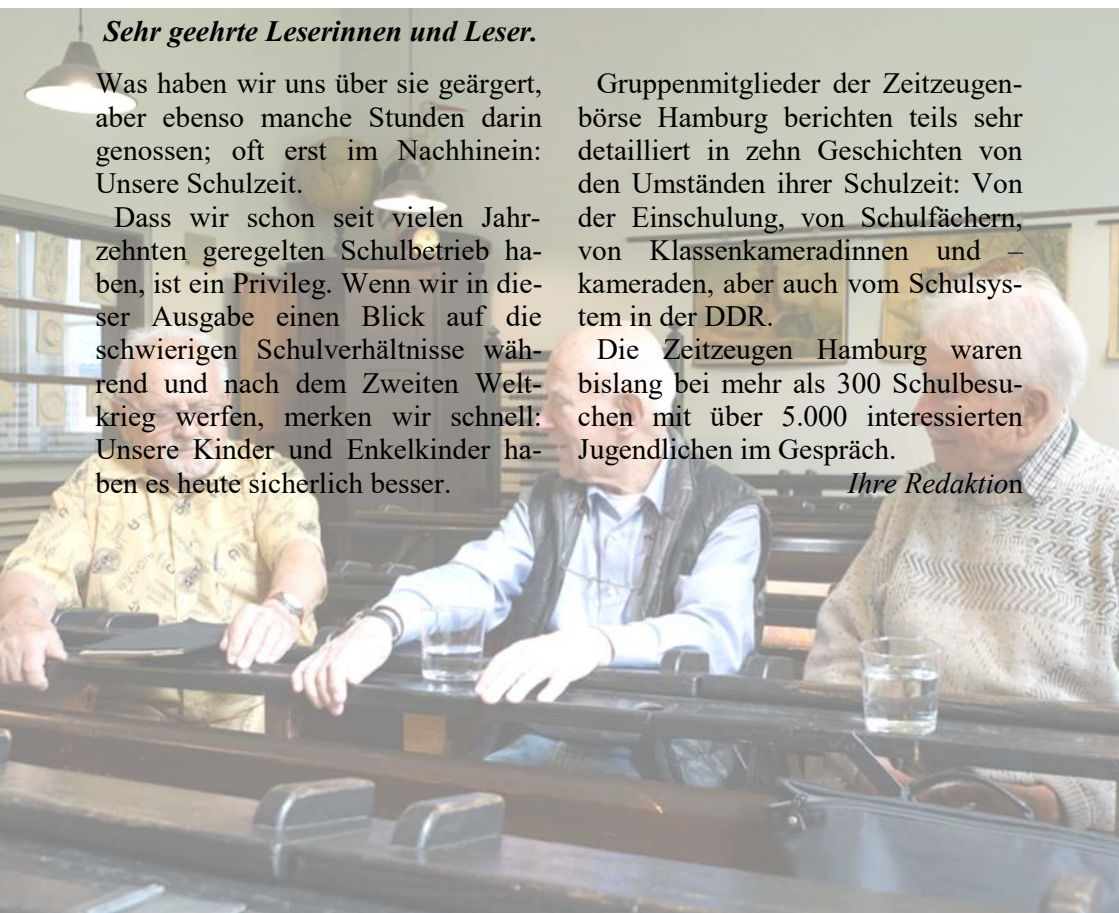 Sehr geehrte Leserinnen und Leser.
Was haben wir uns über sie geärgert,
aber ebenso manche Stunden darin
genossen; oft erst im Nachhinein:
Unsere Schulzeit.
Dass wir schon seit vielen Jahr-
zehnten geregelten Schulbetrieb ha-
ben, ist ein Privileg. Wenn wir in die-
ser Ausgabe einen Blick auf die
schwierigen Schulverhältnisse wäh-
rend und nach dem Zweiten Welt-
krieg werfen, merken wir schnell:
Unsere Kinder und Enkelkinder ha-
ben es heute sicherlich besser.
Gruppenmitglieder der Zeitzeugen-
börse Hamburg berichten teils sehr
detailliert in zehn Geschichten von
den Umständen ihrer Schulzeit: Von
der Einschulung, von Schulfächern,
von Klassenkameradinnen und –
kameraden, aber auch vom Schulsys-
tem in der DDR.
Die Zeitzeugen Hamburg waren
bislang bei mehr als 300 Schulbesu-
chen mit über 5.000 interessierten
Jugendlichen im Gespräch.
Ihre Redaktion